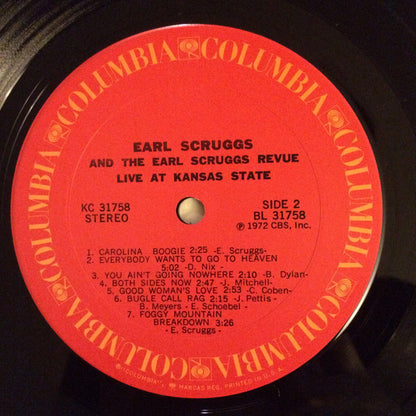 COLUMBIA COLUMBIA COLUMBIA COLUMBIA COLUMBIA COLUMBIA
EARL SCRUGGS
AND THE EARL SCRUGGS REVUE
LIVE AT KANSAS STATE
KC 31758 SIDE 2
STEREO BL 31758
Ⓟ 1972 CBS, Inc.
1. CAROLINA BOOGIE 2:25 -E. Scruggs-
2. EVERYBODY WANTS TO GO TO HEAVEN
5:02 -D. Nix-
3. YOU AIN'T GOING NOWHERE 2:10 -B. Dylan-
4. BOTH SIDES NOW 2:47 -J. Mitchell-
5. GOOD WOMAN'S LOVE 2:53 -C. Coben-
6. BUGLE CALL RAG 2:15 -J. Pettis-
B. Meyers - E. Schoebel -
7. FOGGY MOUNTAIN
BREAKDOWN 3:26
-E. Scruggs-
"COLUMBIA", MARCAS REG. PRINTED IN U.S.A.